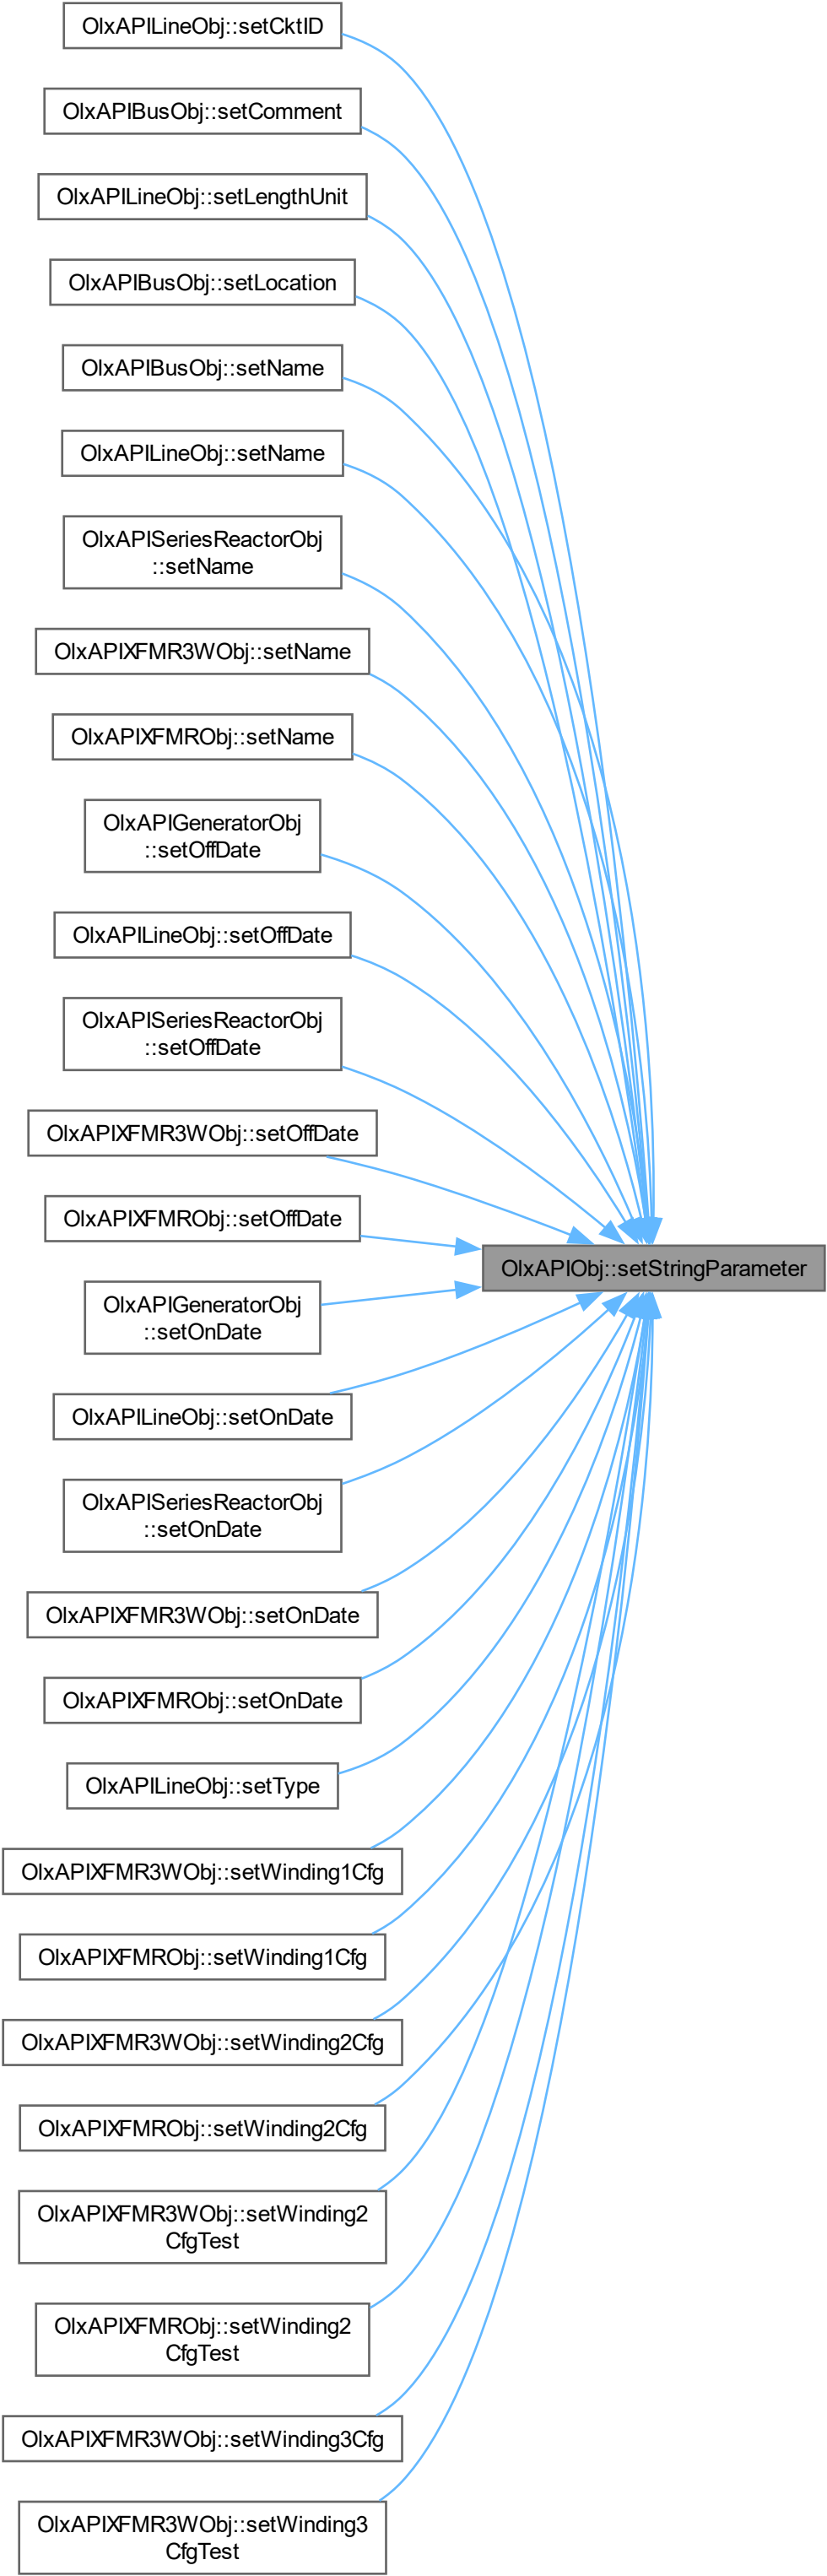 OlxAPILineObj::setCktID
OlxAPIBusObj::setComment
OlxAPILineObj::setLengthUnit
OlxAPIBusObj::setLocation
OlxAPIBusObj::setName
OlxAPILineObj::setName
OlxAPISeriesReactorObj
::setName
OlxAPIXFMR3WObj::setName
OlxAPIXFMRObj::setName
OlxAPIGeneratorObj
::setOffDate
OlxAPILineObj::setOffDate
OlxAPISeriesReactorObj
::setOffDate
OlxAPIXFMR3WObj::setOffDate
OlxAPIXFMRObj::setOffDate
OlxAPIObj::setStringParameter
OlxAPIGeneratorObj
::setOnDate
OlxAPILineObj::setOnDate
OlxAPISeriesReactorObj
::setOnDate
OlxAPIXFMR3WObj::setOnDate
OlxAPIXFMRObj::setOnDate
OlxAPILineObj::setType
OlxAPIXFMR3WObj::setWinding1Cfg
OlxAPIXFMRObj::setWinding1Cfg
OlxAPIXFMR3WObj::setWinding2Cfg
OlxAPIXFMRObj::setWinding2Cfg
OlxAPIXFMR3WObj::setWinding2
CfgTest
OlxAPIXFMRObj::setWinding2
CfgTest
OlxAPIXFMR3WObj::setWinding3Cfg
OlxAPIXFMR3WObj::setWinding3
CfgTest